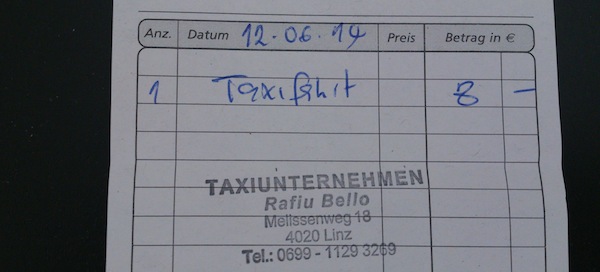 Anz. Datum 12.06.14 Preis Betrag in €
1 Taxifahrt 8 –
TAXIUNTERNEHMEN
Rafiu Bello
Melissenweg 18
4020 Linz
Tel.: 0699 - 1129 3269